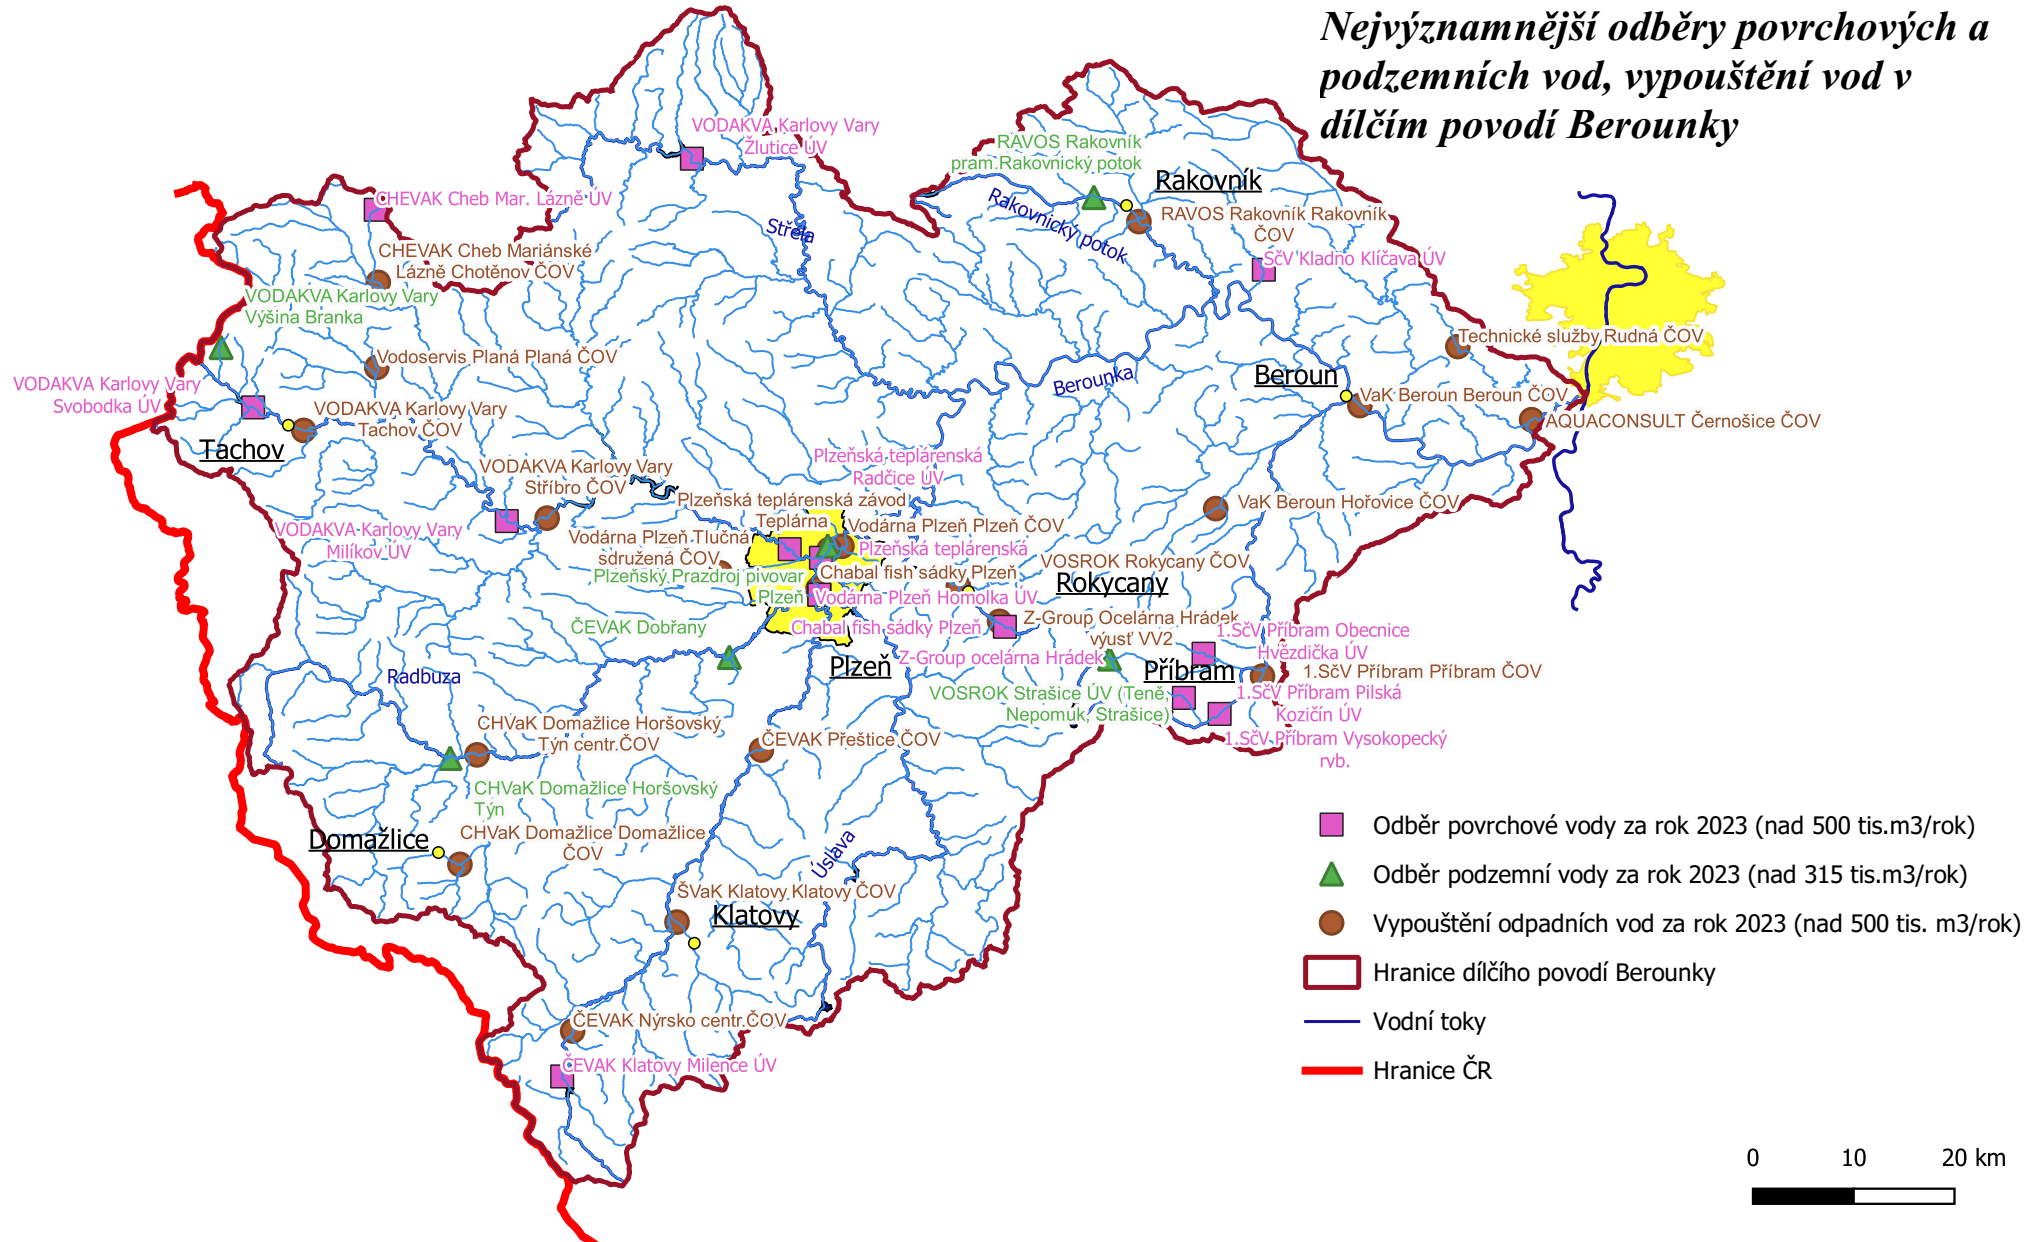 Nejvýznamnější odběry povrchových a
podzemních vod, vypouštění vod v
dílčím povodí Berounky
VODAKVA Karlovy Vary
Žlutice ÚV
RAVOS Rakovník
pram.Rakovnický potok
Rakovník
CHEVAK Cheb Mar. Lázně ÚV
Rakovnický potok
RAVOS Rakovník Rakovník
ČOV
Střela
CHEVAK Cheb Mariánské
Lázně Chotěnov ČOV
SčV Kladno Klíčava ÚV
VODAKVA Karlovy Vary
Výšina Branka
Technické služby Rudná ČOV
Vodoservis Planá Planá ČOV
Berounka
Beroun
VODAKVA Karlovy Vary
Svobodka ÚV
VaK Beroun Beroun ČOV
VODAKVA Karlovy Vary
Tachov ČOV
AQUACONSULT Černošice ČOV
Tachov
Plzeňská teplárenská
Radčice ÚV
VODAKVA Karlovy Vary
Stříbro ČOV
Plzeňská teplárenská závod
Teplárna
VaK Beroun Hořovice ČOV
VODAKVA Karlovy Vary
Milíkov ÚV
Vodárna Plzeň Plzeň ČOV
Vodárna Plzeň Tlučná
sdružená ČOV
Plzeňská teplárenská
VOSROK Rokycany ČOV
Plzeňský Prazdroj pivovar
Plzeň
Chabal fish sádky Plzeň
Rokycany
Vodárna Plzeň Homolka ÚV
ČEVAK Dobřany
Chabal fish sádky Plzeň
Z-Group Ocelárna Hrádek
výusť VV2
1.SčV Příbram Obecnice
Hvězdička ÚV
Z-Group ocelárna Hrádek
Plzeň
Příbram
1.SčV Příbram Příbram ČOV
Radbuza
VOSROK Strašice ÚV (Teně,
Nepomuk, Strašice)
1.SčV Příbram Pilská
Kozičín ÚV
CHVaK Domažlice Horšovský
Týn centr.ČOV
ČEVAK Přeštice ČOV
1.SčV Příbram Vysokopecký
rvb.
CHVaK Domažlice Horšovský
Týn
Domažlice
CHVaK Domažlice Domažlice
ČOV
Úslava
ŠVaK Klatovy Klatovy ČOV
Klatovy
ČEVAK Nýrsko centr.ČOV
ČEVAK Klatovy Milence ÚV
Odběr povrchové vody za rok 2023 (nad 500 tis.m3/rok)
Odběr podzemní vody za rok 2023 (nad 315 tis.m3/rok)
Vypouštění odpadních vod za rok 2023 (nad 500 tis. m3/rok)
Hranice dílčího povodí Berounky
Vodní toky
Hranice ČR
0 10 20 km